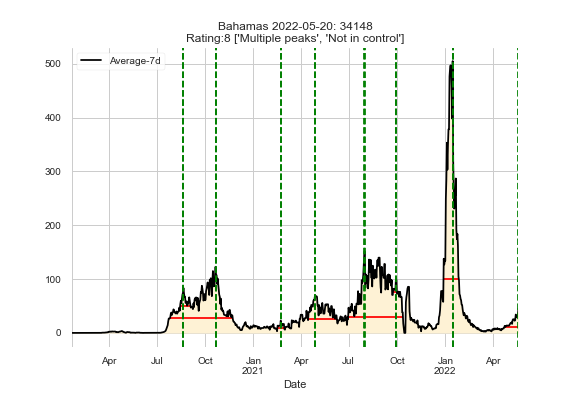 Bahamas 2022-05-20: 34148
Rating:8 ['Multiple peaks', 'Not in control']
Average-7d
500
400
300
200
100
0
Apr Jul Oct Jan Apr Jul Oct Jan Apr
2021 2022
Date